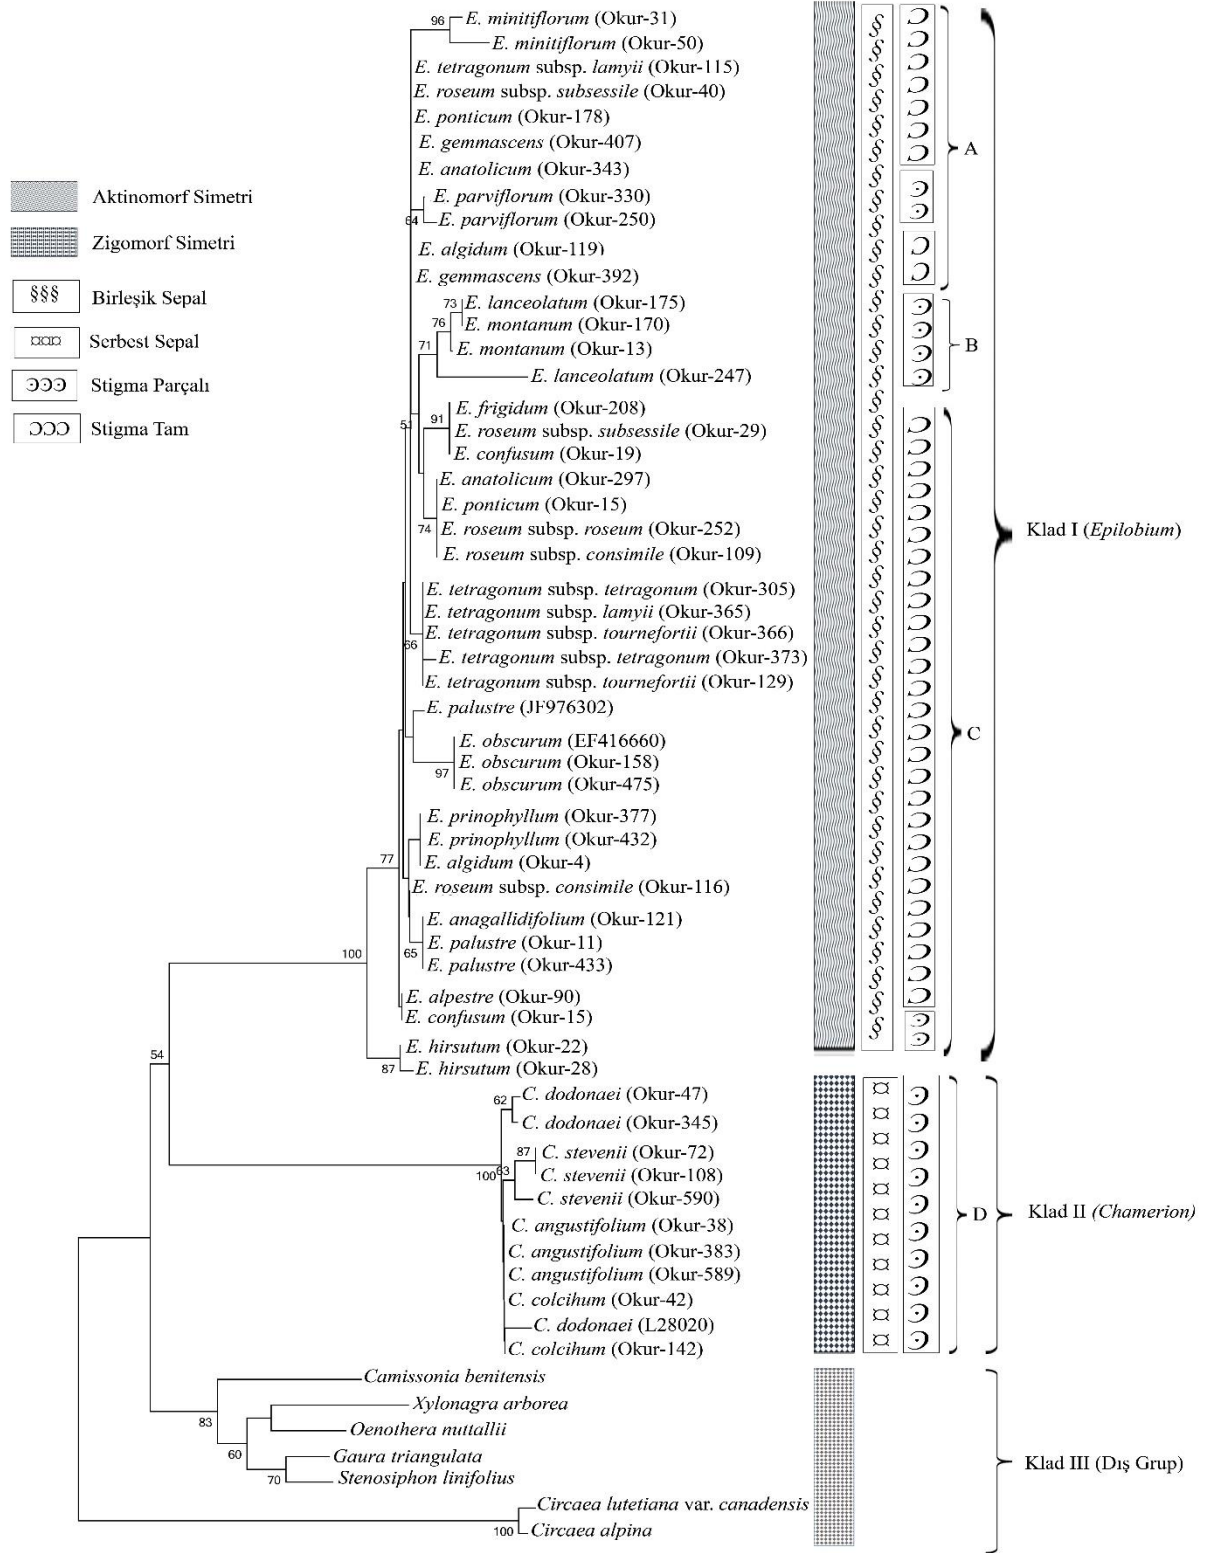 96
E. minitiflorum (Okur-31)
E. minitiflorum (Okur-50)
E. tetragonum subsp. lamyii (Okur-115)
E. roseum subsp. subsessile (Okur-40)
E. ponticum (Okur-178)
E. gemmascens (Okur-407)
E. anatolicum (Okur-343)
E. parviflorum (Okur-330)
64
E. parviflorum (Okur-250)
E. algidum (Okur-119)
E. gemmascens (Okur-392)
73
E. lanceolatum (Okur-175)
76
E. montanum (Okur-170)
71
E. montanum (Okur-13)
E. lanceolatum (Okur-247)
E. frigidum (Okur-208)
51
91
E. roseum subsp. subsessile (Okur-29)
E. confusum (Okur-19)
E. anatolicum (Okur-297)
E. ponticum (Okur-15)
74
E. roseum subsp. roseum (Okur-252)
E. roseum subsp. consimile (Okur-109)
E. tetragonum subsp. tetragonum (Okur-305)
E. tetragonum subsp. lamyii (Okur-365)
66
E. tetragonum subsp. tournefortii (Okur-366)
E. tetragonum subsp. tetragonum (Okur-373)
E. tetragonum subsp. tournefortii (Okur-129)
E. palustre (JF976302)
E. obscurum (EF416660)
97
E. obscurum (Okur-158)
E. obscurum (Okur-475)
E. prinophyllum (Okur-377)
E. prinophyllum (Okur-432)
77
E. algidum (Okur-4)
E. roseum subsp. consimile (Okur-116)
E. anagallidifolium (Okur-121)
65
E. palustre (Okur-11)
E. palustre (Okur-433)
100
E. alpestre (Okur-90)
E. confusum (Okur-15)
E. hirsutum (Okur-22)
87
E. hirsutum (Okur-28)
54
62
C. dodonaei (Okur-47)
C. dodonaei (Okur-345)
87
C. stevenii (Okur-72)
100
63
C. stevenii (Okur-108)
C. stevenii (Okur-590)
C. angustifolium (Okur-38)
C. angustifolium (Okur-383)
C. angustifolium (Okur-589)
C. colcihum (Okur-42)
C. dodonaei (L28020)
C. colcihum (Okur-142)
Camissonia benitensis
83
Xylonagra arborea
Oenothera nuttallii
60
Gaura triangulata
70
Stenosiphon linifolius
Circaea lutetiana var. canadensis
100
Circaea alpina
Aktinomorf Simetri
Zigomorf Simetri
§§§ Birleşik Sepal
¤¤¤ Serbest Sepal
Stigma Parçalı
ƆƆƆ Stigma Tam
A
B
C
D
Klad I (Epilobium)
Klad II (Chamerion)
Klad III (Dış Grup)